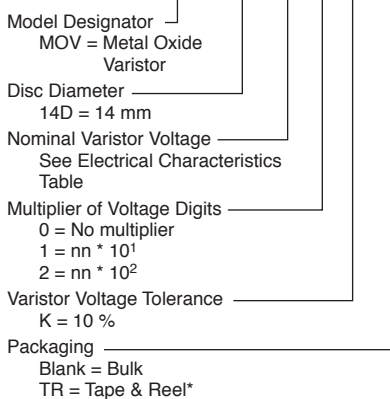 Model Designator
MOV = Metal Oxide
Varistor
Disc Diameter
14D = 14 mm
Nominal Varistor Voltage
See Electrical Characteristics
Table
Multiplier of Voltage Digits
0 = No multiplier
1 = nn * 10¹
2 = nn * 10²
Varistor Voltage Tolerance
K = 10 %
Packaging
Blank = Bulk
TR = Tape & Reel*